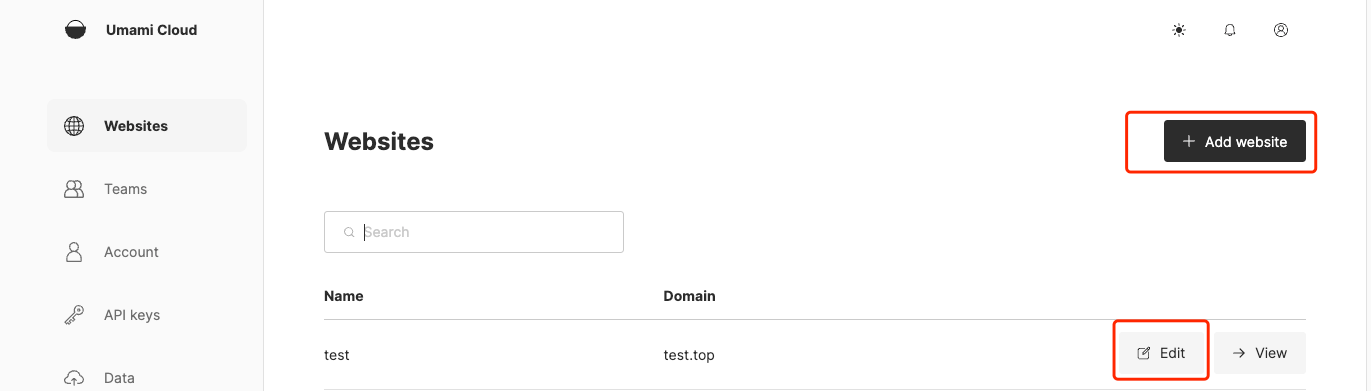 Umami Cloud
Websites
Teams
Account
API keys
Data
Websites
Add website
Search
Name Domain
test test.top Edit View